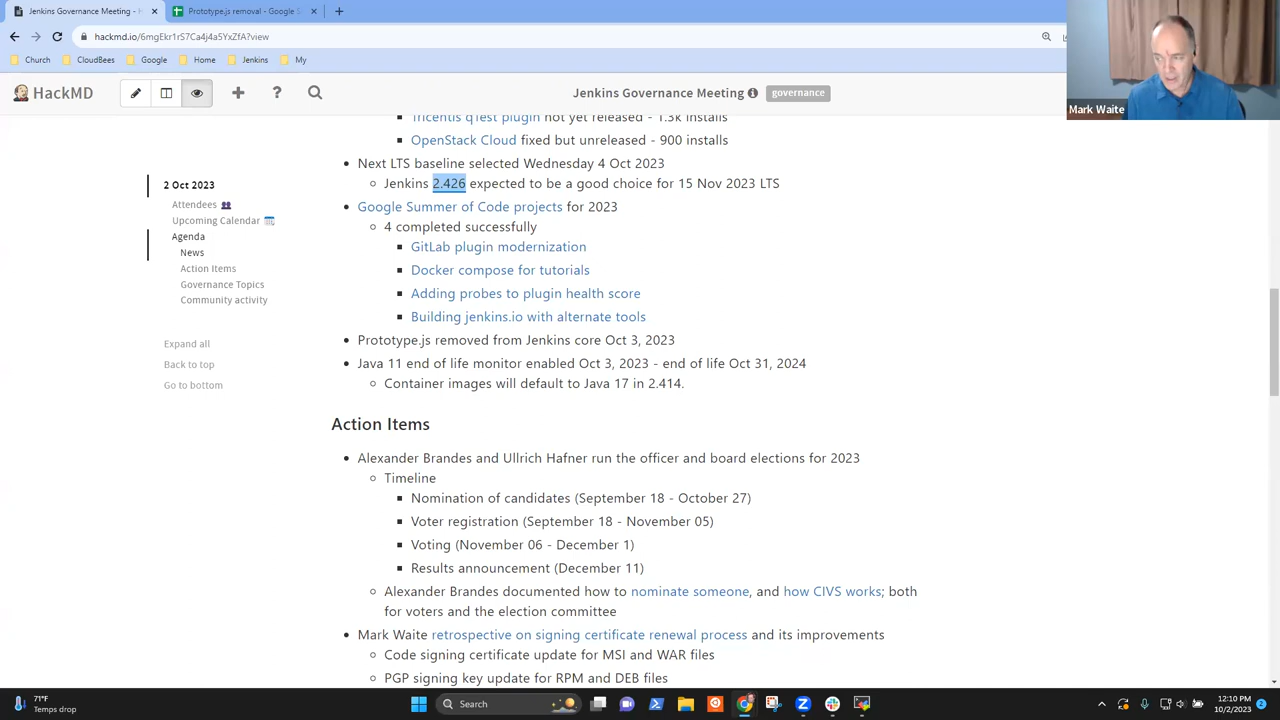 Jenkins Governance Meeting - H
Prototype.js removal - Google S
hackmd.io/6mgEkr1rS7Ca4j4a5YxZfA?view
Church
CloudBees
Google
Home
Jenkins
My
HackMD
Jenkins Governance Meeting
governance
Mark Waite
2 Oct 2023
Attendees
Upcoming Calendar
Agenda
News
Action Items
Governance Topics
Community activity
Expand all
Back to top
Go to bottom
Tricentis qTest plugin not yet released - 1.3k installs
OpenStack Cloud fixed but unreleased - 900 installs
Next LTS baseline selected Wednesday 4 Oct 2023
Jenkins 2.426 expected to be a good choice for 15 Nov 2023 LTS
Google Summer of Code projects for 2023
4 completed successfully
GitLab plugin modernization
Docker compose for tutorials
Adding probes to plugin health score
Building jenkins.io with alternate tools
Prototype.js removed from Jenkins core Oct 3, 2023
Java 11 end of life monitor enabled Oct 3, 2023 - end of life Oct 31, 2024
Container images will default to Java 17 in 2.414.
Action Items
Alexander Brandes and Ullrich Hafner run the officer and board elections for 2023
Timeline
Nomination of candidates (September 18 - October 27)
Voter registration (September 18 - November 05)
Voting (November 06 - December 1)
Results announcement (December 11)
Alexander Brandes documented how to nominate someone, and how CIVS works; both
for voters and the election committee
Mark Waite retrospective on signing certificate renewal process and its improvements
Code signing certificate update for MSI and WAR files
PGP signing key update for RPM and DEB files
71°F
Temps drop
Search
12:10 PM
10/2/2023